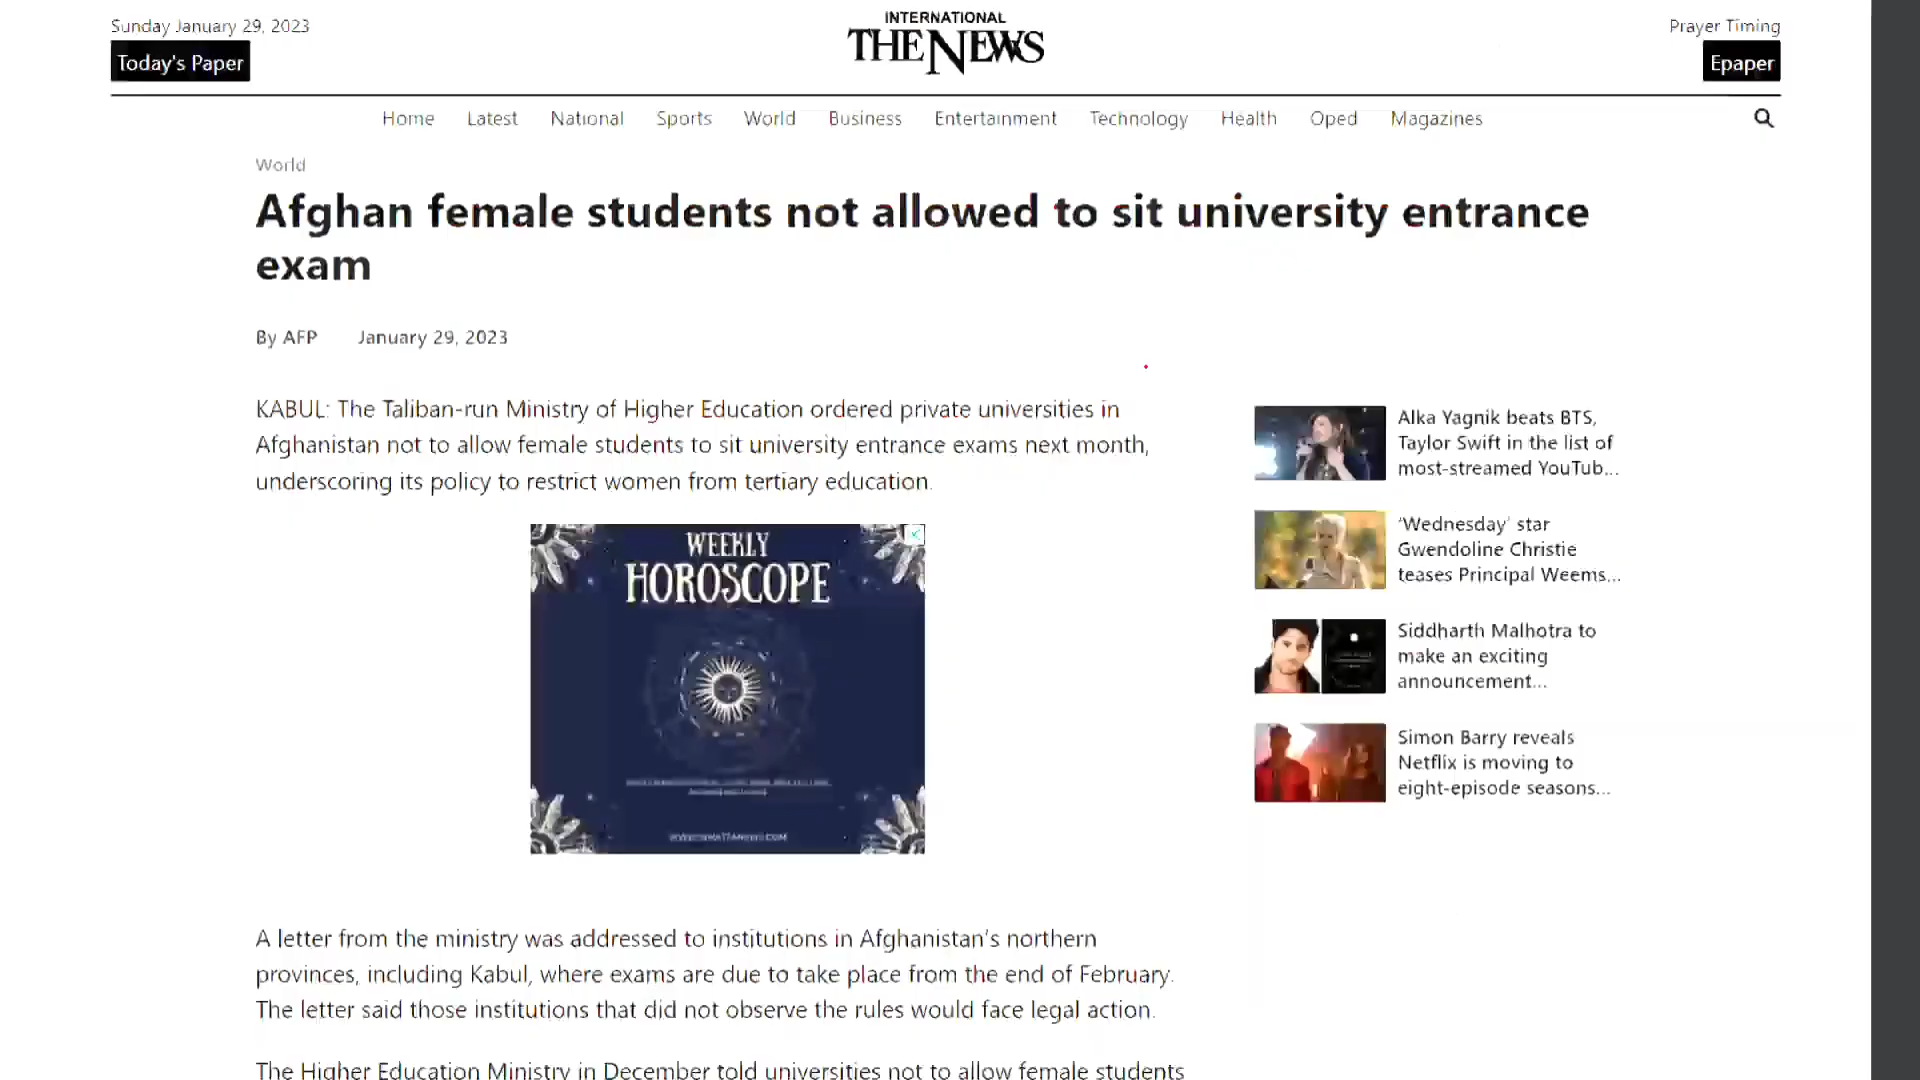 Sunday January 29, 2023
Today's Paper
INTERNATIONAL
THE NEWS
Prayer Timing
Epaper
Home Latest National Sports World Business Entertainment Technology Health Oped Magazines
World
Afghan female students not allowed to sit university entrance
exam
By AFP January 29, 2023
KABUL: The Taliban-run Ministry of Higher Education ordered private universities in
Afghanistan not to allow female students to sit university entrance exams next month,
underscoring its policy to restrict women from tertiary education.
WEEKLY
HOROSCOPE
Alka Yagnik beats BTS,
Taylor Swift in the list of
most-streamed YouTub...
‘Wednesday’ star
Gwendoline Christie
teases Principal Weems...
Siddharth Malhotra to
make an exciting
announcement...
Simon Barry reveals
Netflix is moving to
eight-episode seasons...
A letter from the ministry was addressed to institutions in Afghanistan’s northern
provinces, including Kabul, where exams are due to take place from the end of February.
The letter said those institutions that did not observe the rules would face legal action.
The Higher Education Ministry in December told universities not to allow female students